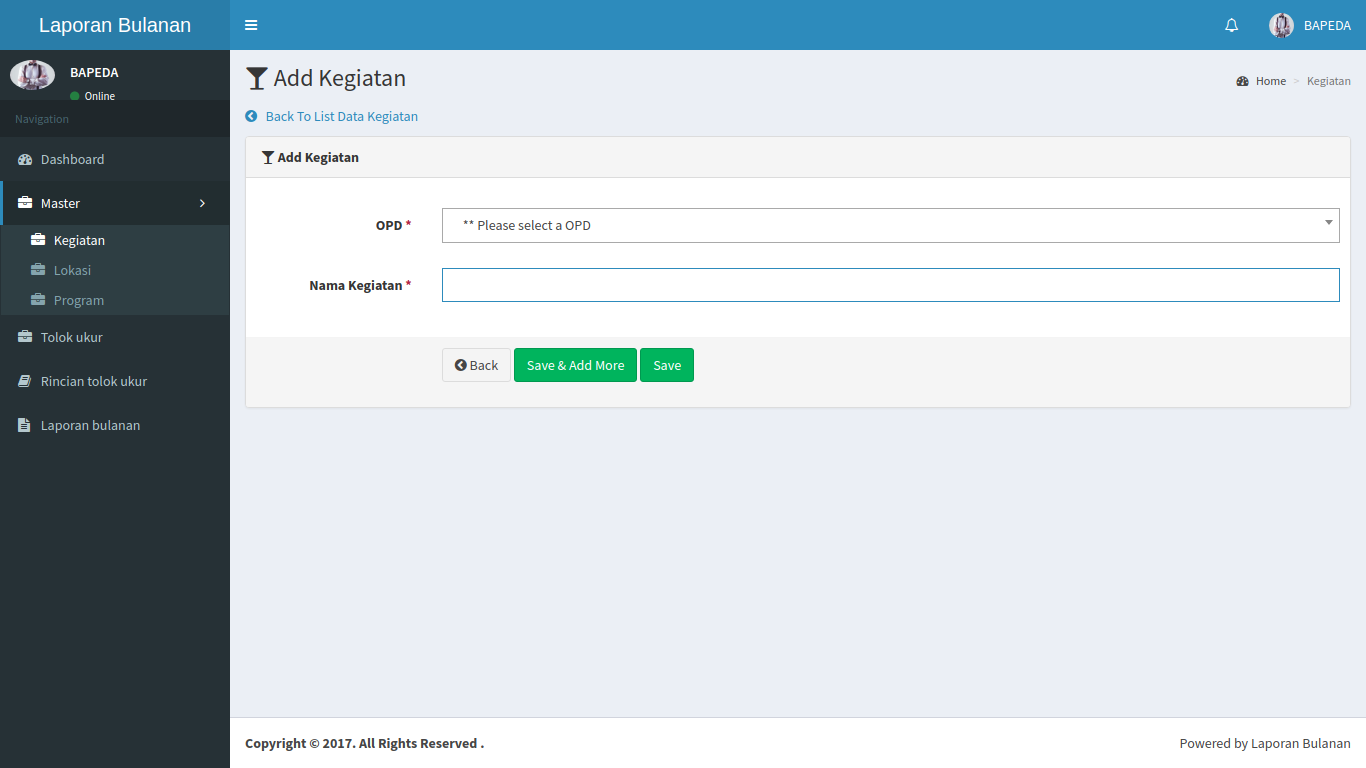 Laporan Bulanan
BAPEDA
BAPEDA
Online
Navigation
Dashboard
Master
Kegiatan
Lokasi
Program
Tolok ukur
Rincian tolok ukur
Laporan bulanan
Add Kegiatan
Home > Kegiatan
Back To List Data Kegiatan
Add Kegiatan
OPD *
** Please select a OPD
Nama Kegiatan *
Back
Save & Add More
Save
Copyright © 2017. All Rights Reserved .
Powered by Laporan Bulanan